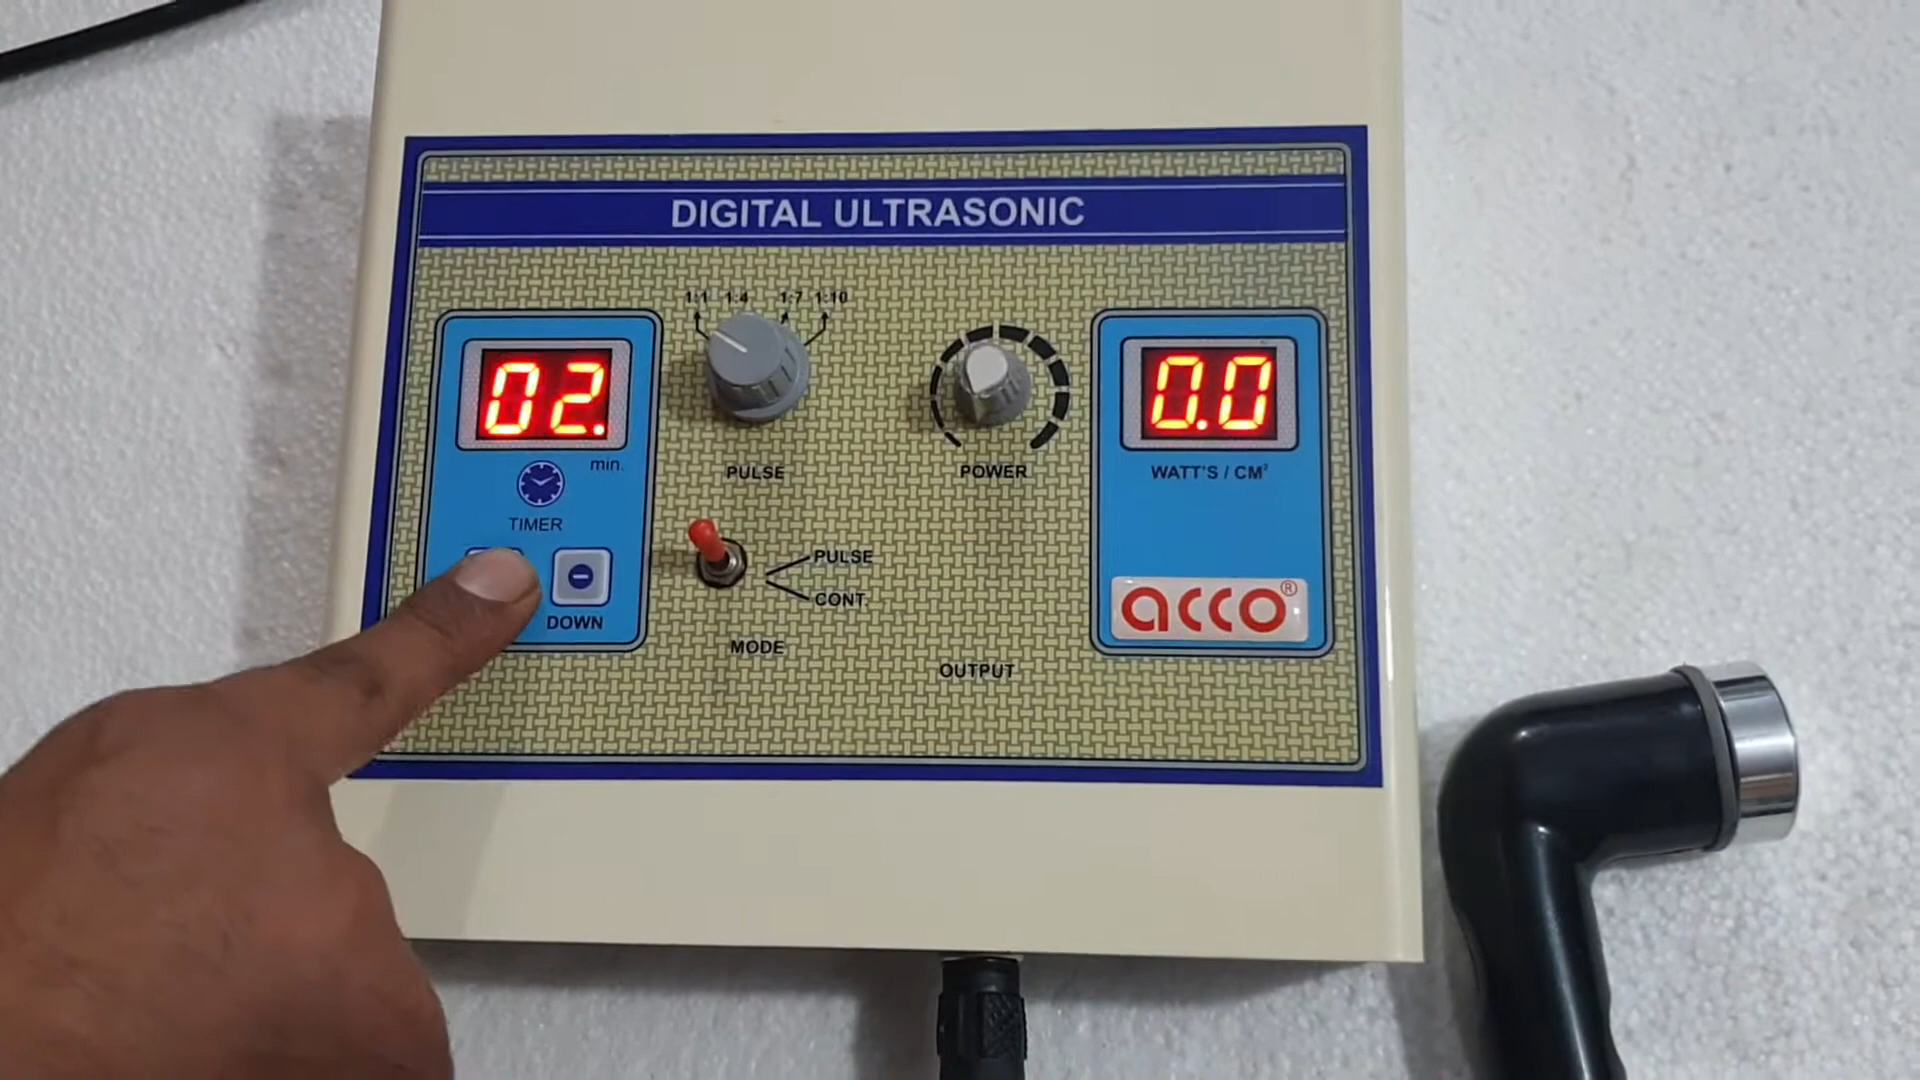 DIGITAL ULTRASONIC
1:1 1:4 1:7 1:10
02.
0.0
min.
TIMER
DOWN
PULSE
POWER
WATT'S / CM²
PULSE
CONT.
MODE
OUTPUT
acco®